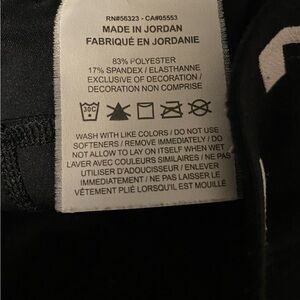 RN#56323 - CA#05553
MADE IN JORDAN
FABRIQUÉ EN JORDANIE
83% POLYESTER
17% SPANDEX / ELASTHANNE
EXCLUSIVE OF DECORATION /
DECORATION NON COMPRISE
30C
WASH WITH LIKE COLORS / DO NOT USE
SOFTENERS / REMOVE IMMEDIATELY / DO
NOT ALLOW TO LAY ON ITSELF WHEN WET
LAVER AVEC COULEURS SIMILAIRES / NE PAS
UTILISER D'ADOUCISSEUR / ENLEVER
IMMEDIATEMENT / NE PAS LAISSER LE
VÊTEMENT PLIÉ LORSQU'IL EST MOUILLÉ